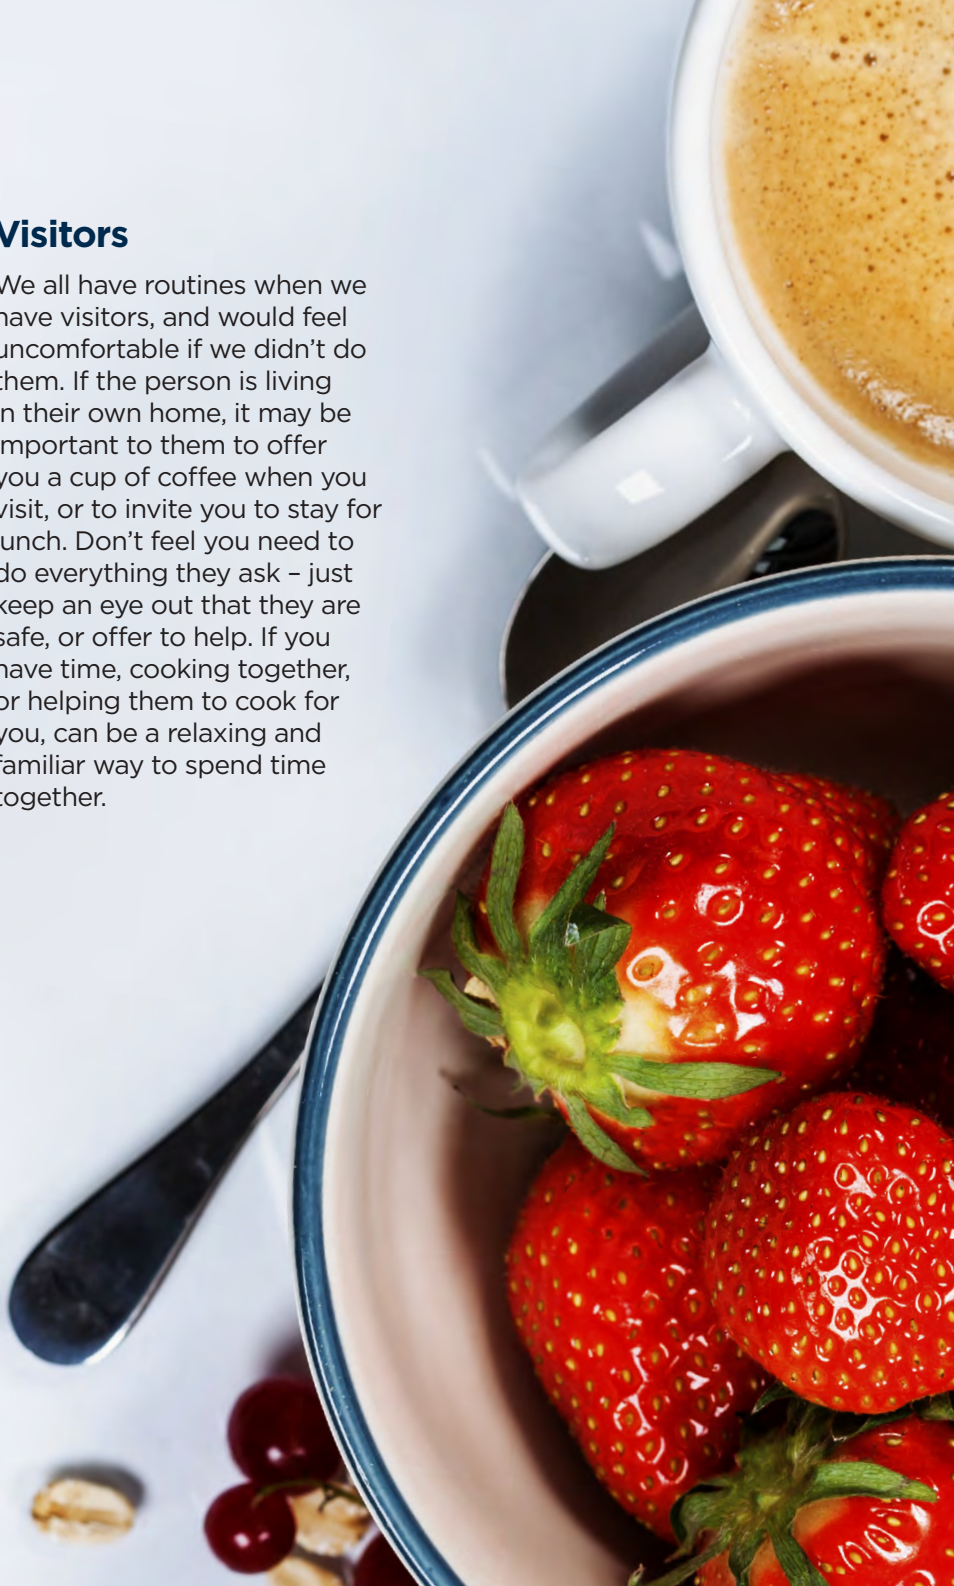 Visitors
We all have routines when we
have visitors, and would feel
uncomfortable if we didn't do
them. If the person is living
in their own home, it may be
important to them to offer
you a cup of coffee when you
visit, or to invite you to stay for
lunch. Don't feel you need to
do everything they ask – just
keep an eye out that they are
safe, or offer to help. If you
have time, cooking together,
or helping them to cook for
you, can be a relaxing and
familiar way to spend time
together.